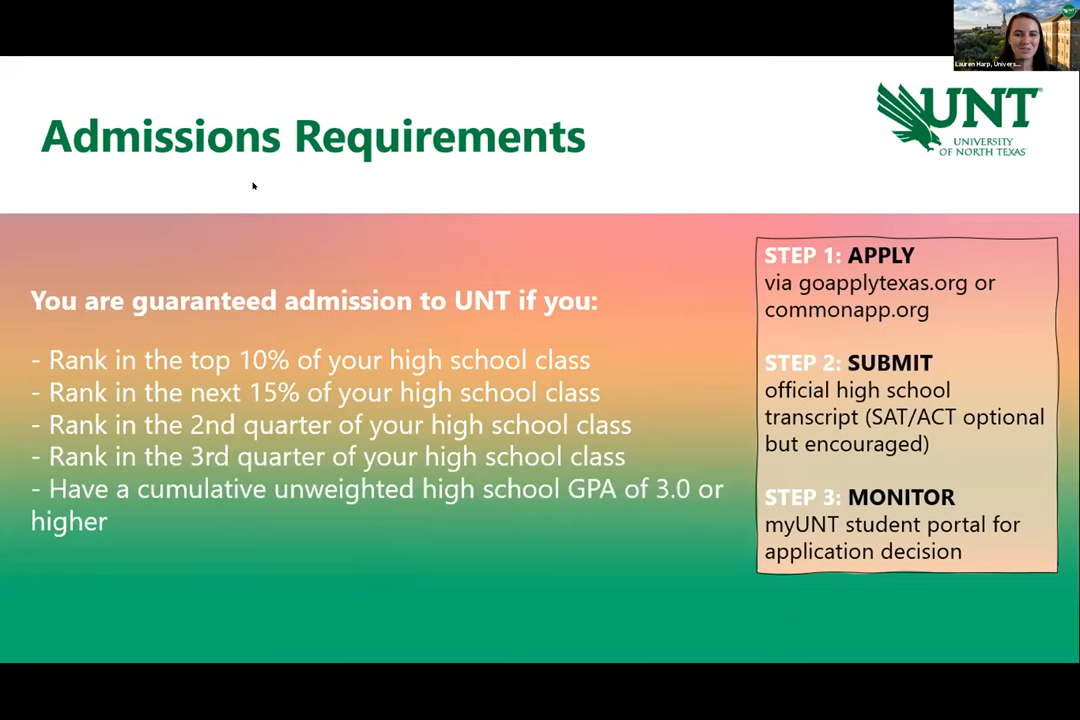 UNT
Lauren Harp, Univers...
Admissions Requirements
UNT®
UNIVERSITY
OF NORTH TEXAS
You are guaranteed admission to UNT if you:
- Rank in the top 10% of your high school class
- Rank in the next 15% of your high school class
- Rank in the 2nd quarter of your high school class
- Rank in the 3rd quarter of your high school class
- Have a cumulative unweighted high school GPA of 3.0 or
higher
STEP 1: APPLY
via goapplytexas.org or
commonapp.org
STEP 2: SUBMIT
official high school
transcript (SAT/ACT optional
but encouraged)
STEP 3: MONITOR
myUNT student portal for
application decision